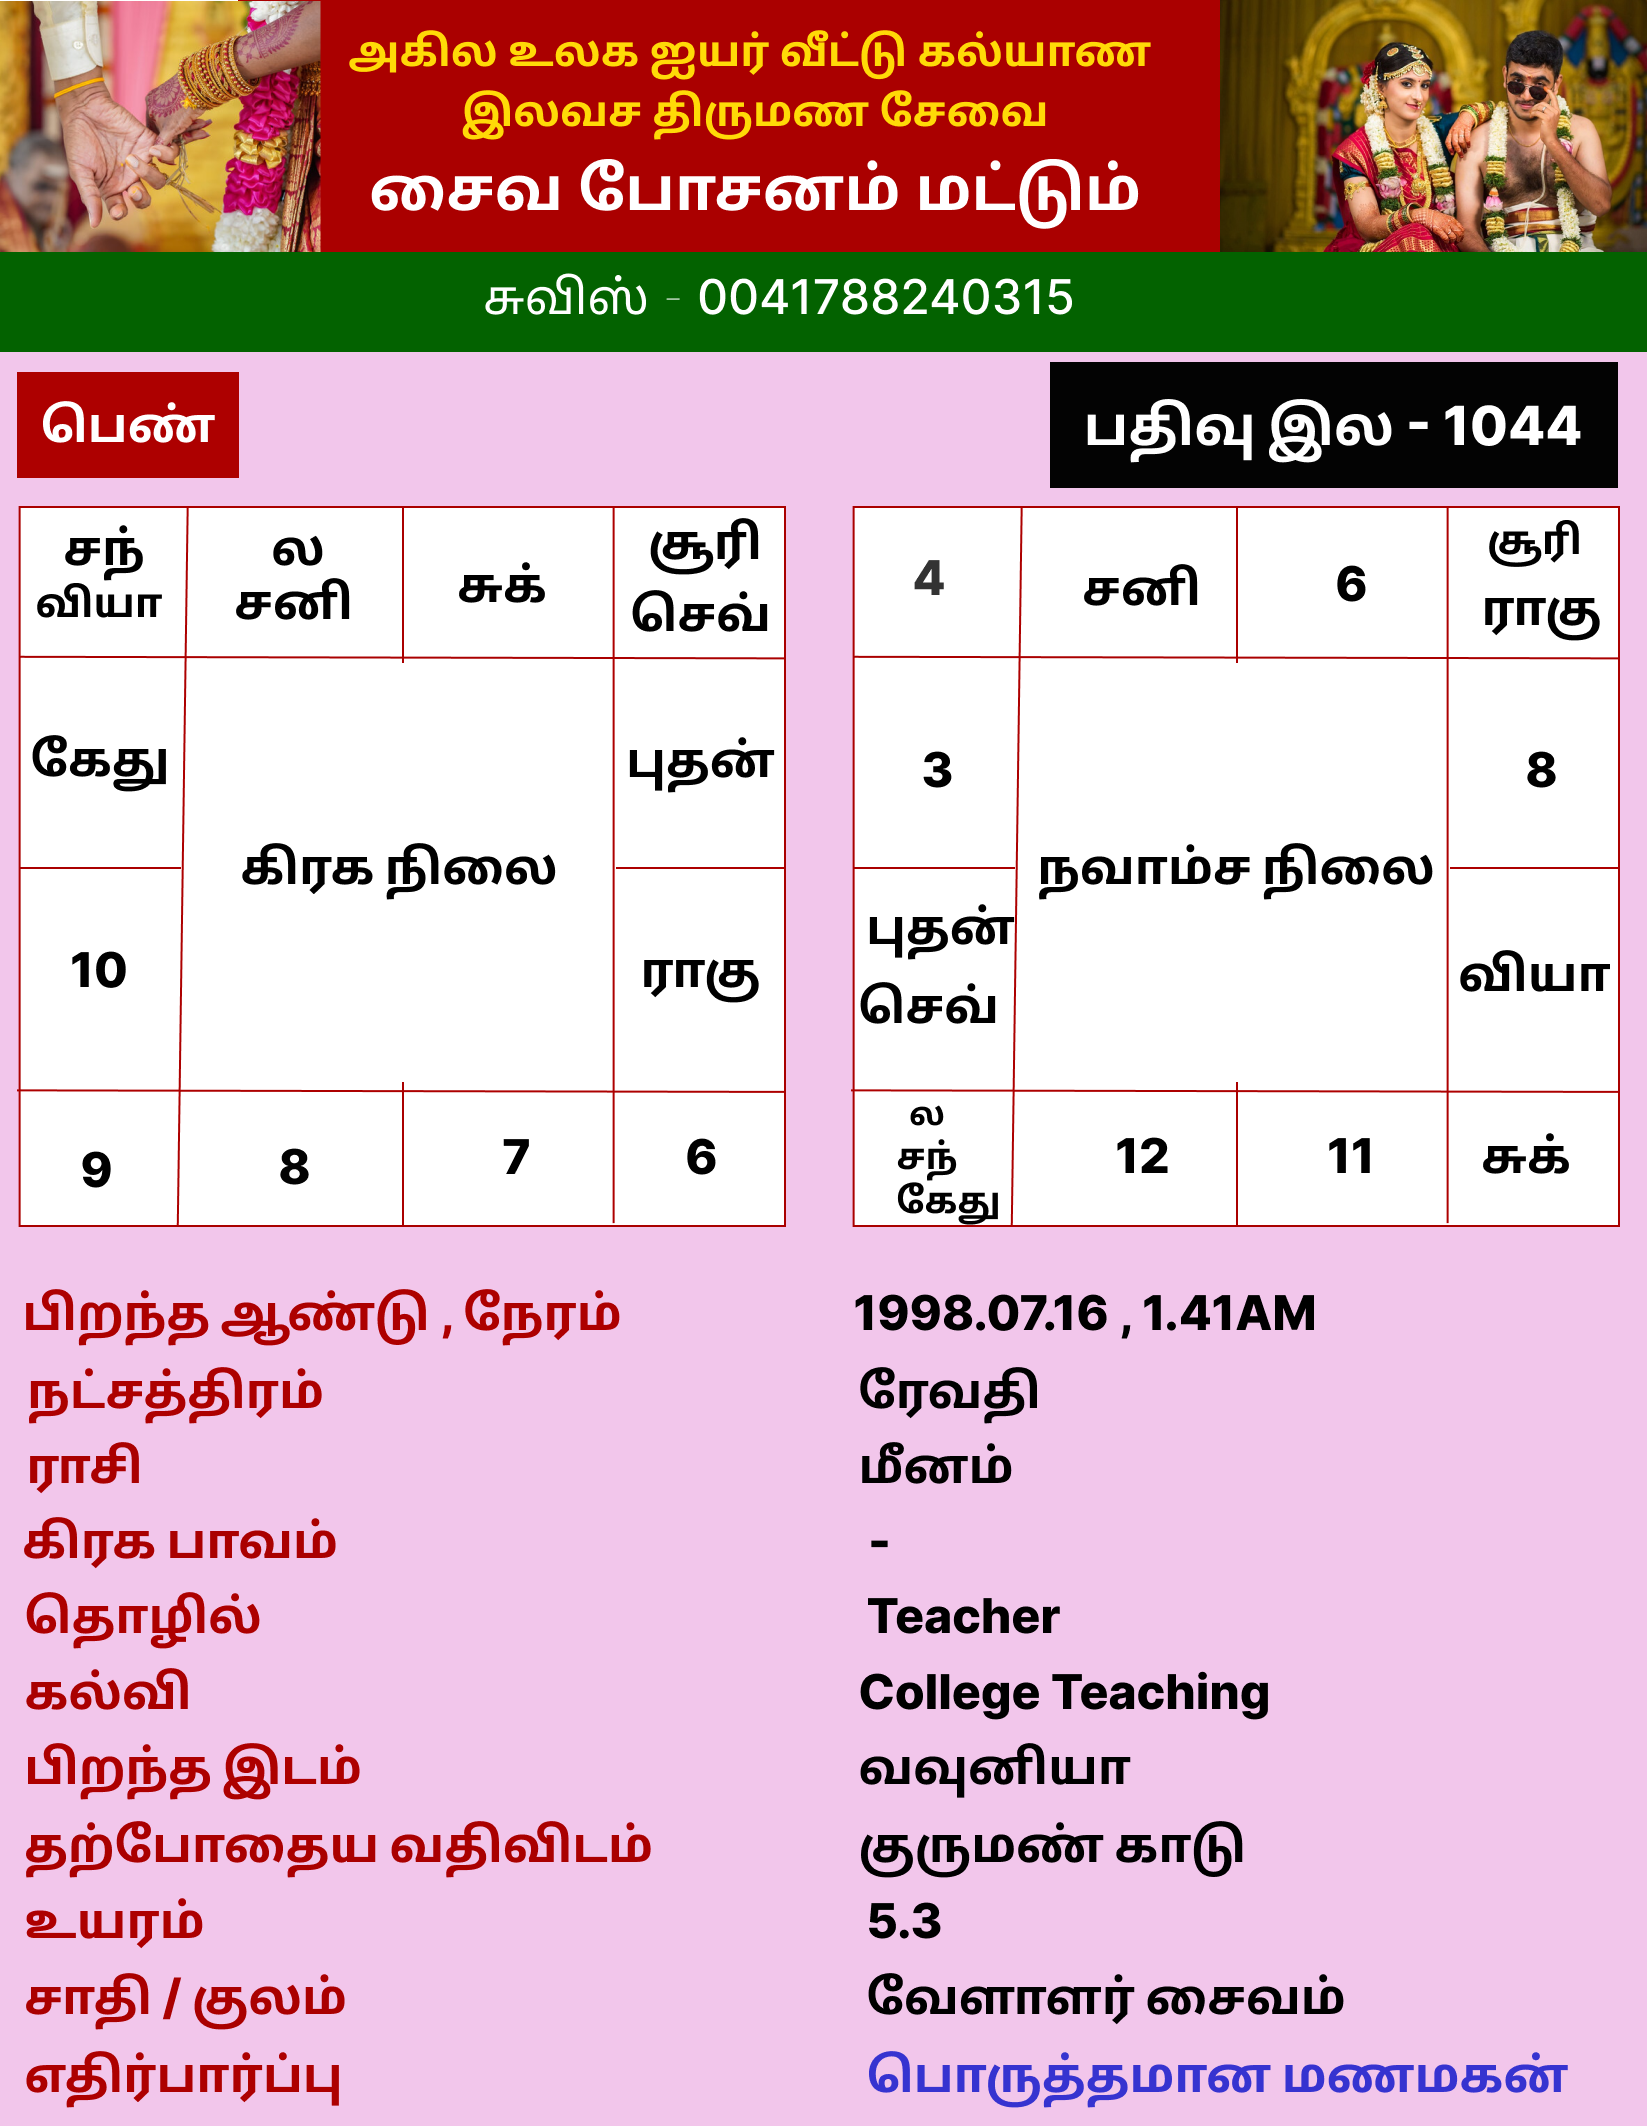 அகில உலக ஐயர் வீட்டு கல்யாண
இலவச திருமண சேவை
சைவ போசனம் மட்டும்
சுவிஸ் - 0041788240315
பெண்
பதிவு இல - 1044
சந்
வியா
ல
சனி
சுக்
சூரி
செவ்
கேது
புதன்
கிரக நிலை
10
ராகு
9
8
7
6
4
சனி
6
சூரி
ராகு
3
8
நவாம்ச நிலை
புதன்
செவ்
வியா
ல
சந்
கேது
12
11
சுக்
பிறந்த ஆண்டு , நேரம் 1998.07.16 , 1.41AM
நட்சத்திரம் ரேவதி
ராசி மீனம்
கிரக பாவம் -
தொழில் Teacher
கல்வி College Teaching
பிறந்த இடம் வவுனியா
தற்போதைய வதிவிடம் குருமண் காடு
உயரம் 5.3
சாதி / குலம் வேளாளர் சைவம்
எதிர்பார்ப்பு பொருத்தமான மணமகன்